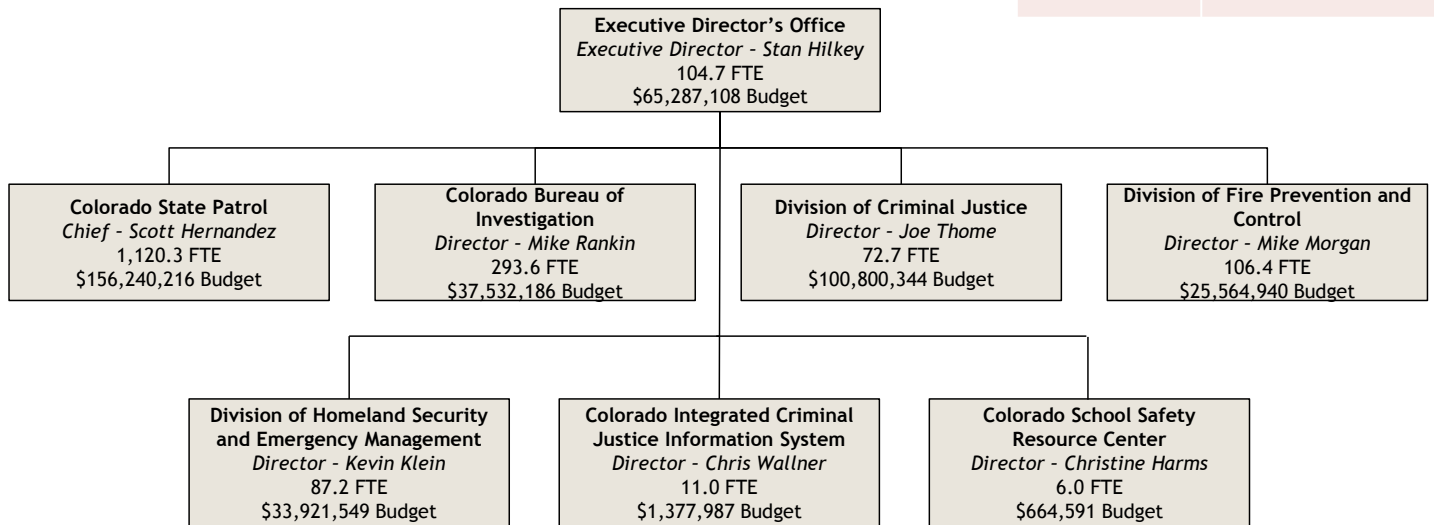 Executive Director’s Office
Executive Director – Stan Hilkey
104.7 FTE
$65,287,108 Budget
Colorado State Patrol
Chief – Scott Hernandez
1,120.3 FTE
$156,240,216 Budget
Colorado Bureau of
Investigation
Director – Mike Rankin
293.6 FTE
$37,532,186 Budget
Division of Criminal Justice
Director – Joe Thome
72.7 FTE
$100,800,344 Budget
Division of Fire Prevention and
Control
Director – Mike Morgan
106.4 FTE
$25,564,940 Budget
Division of Homeland Security
and Emergency Management
Director – Kevin Klein
87.2 FTE
$33,921,549 Budget
Colorado Integrated Criminal
Justice Information System
Director – Chris Wallner
11.0 FTE
$1,377,987 Budget
Colorado School Safety
Resource Center
Director – Christine Harms
6.0 FTE
$664,591 Budget